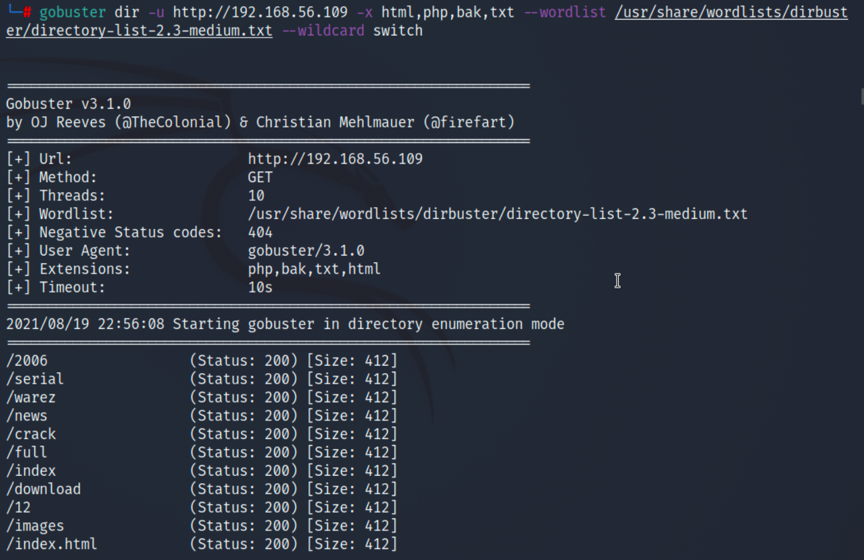 └─# gobuster dir -u http://192.168.56.109 -x html,php,bak,txt --wordlist /usr/share/wordlists/dirbust
er/directory-list-2.3-medium.txt --wildcard switch
===============================================================
Gobuster v3.1.0
by OJ Reeves (@TheColonial) & Christian Mehlmauer (@firefart)
===============================================================
[+] Url:                     http://192.168.56.109
[+] Method:                  GET
[+] Threads:                 10
[+] Wordlist:                /usr/share/wordlists/dirbuster/directory-list-2.3-medium.txt
[+] Negative Status codes:   404
[+] User Agent:              gobuster/3.1.0
[+] Extensions:              php,bak,txt,html
[+] Timeout:                 10s
===============================================================
2021/08/19 22:56:08 Starting gobuster in directory enumeration mode
===============================================================
/2006                 (Status: 200) [Size: 412]
/serial               (Status: 200) [Size: 412]
/warez                (Status: 200) [Size: 412]
/news                 (Status: 200) [Size: 412]
/crack                (Status: 200) [Size: 412]
/full                 (Status: 200) [Size: 412]
/index                (Status: 200) [Size: 412]
/download             (Status: 200) [Size: 412]
/12                   (Status: 200) [Size: 412]
/images               (Status: 200) [Size: 412]
/index.html           (Status: 200) [Size: 412]